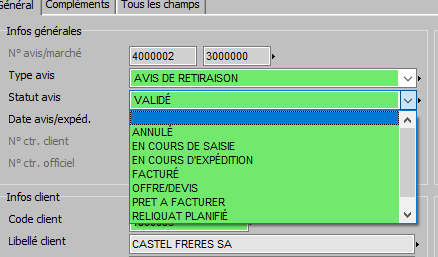 Général Compléments Tous les champs
Infos générales
N° avis/marché 4000002 3000000
Type avis AVIS DE RETIRAISON
Statut avis VALIDÉ
Date avis/expéd.
ANNULÉ
N° ctr. client EN COURS DE SAISIE
EN COURS D'EXPÉDITION
N° ctr. officiel FACTURÉ
OFFRE/DEVIS
Infos client PRET A FACTURER
RELIQUAT PLANIFIÉ
Code client
Libellé client CASTEL FRERES SA